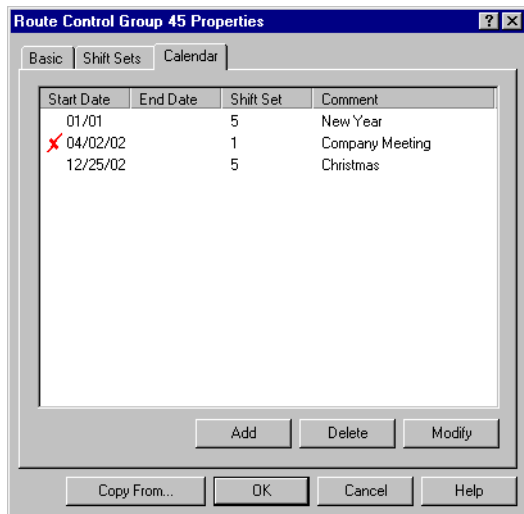 Route Control Group 45 Properties
Basic Shift Sets Calendar
Start Date End Date Shift Set Comment
01/01 5 New Year
04/02/02 1 Company Meeting
12/25/02 5 Christmas
Add Delete Modify
Copy From... OK Cancel Help